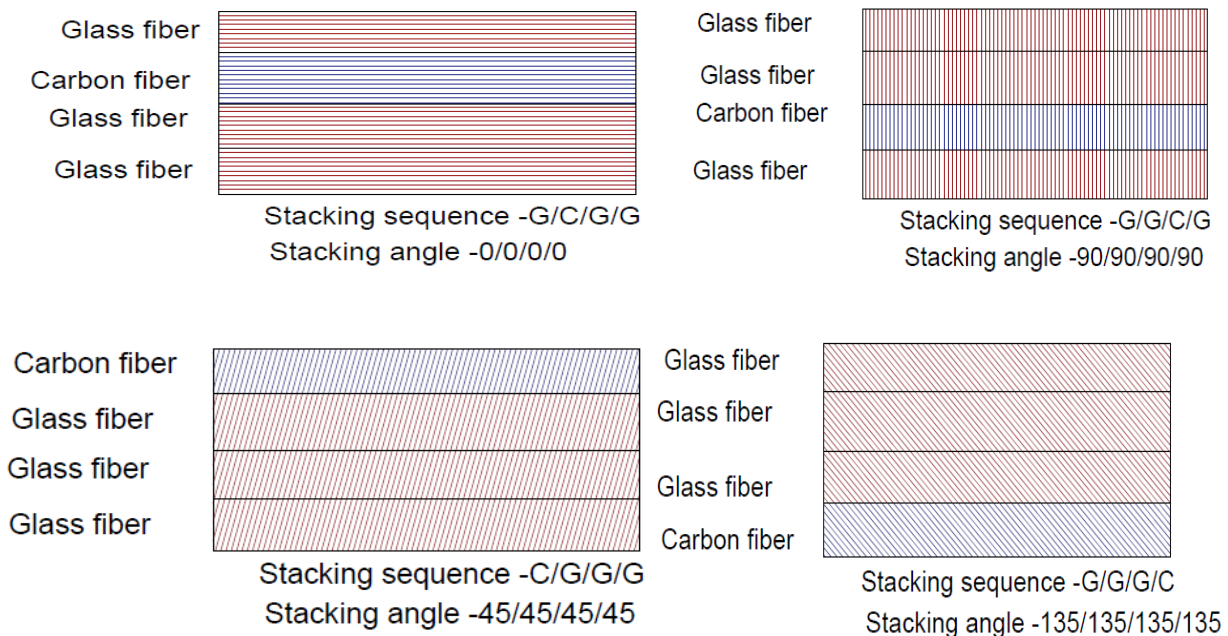 Glass fiber
Carbon fiber
Glass fiber
Glass fiber
Stacking sequence -G/C/G/G
Stacking angle -0/0/0/0
Glass fiber
Glass fiber
Carbon fiber
Glass fiber
Stacking sequence -G/G/C/G
Stacking angle -90/90/90/90
Carbon fiber
Glass fiber
Glass fiber
Glass fiber
Stacking sequence -C/G/G/G
Stacking angle -45/45/45/45
Glass fiber
Glass fiber
Glass fiber
Carbon fiber
Stacking sequence -G/G/G/C
Stacking angle -135/135/135/135